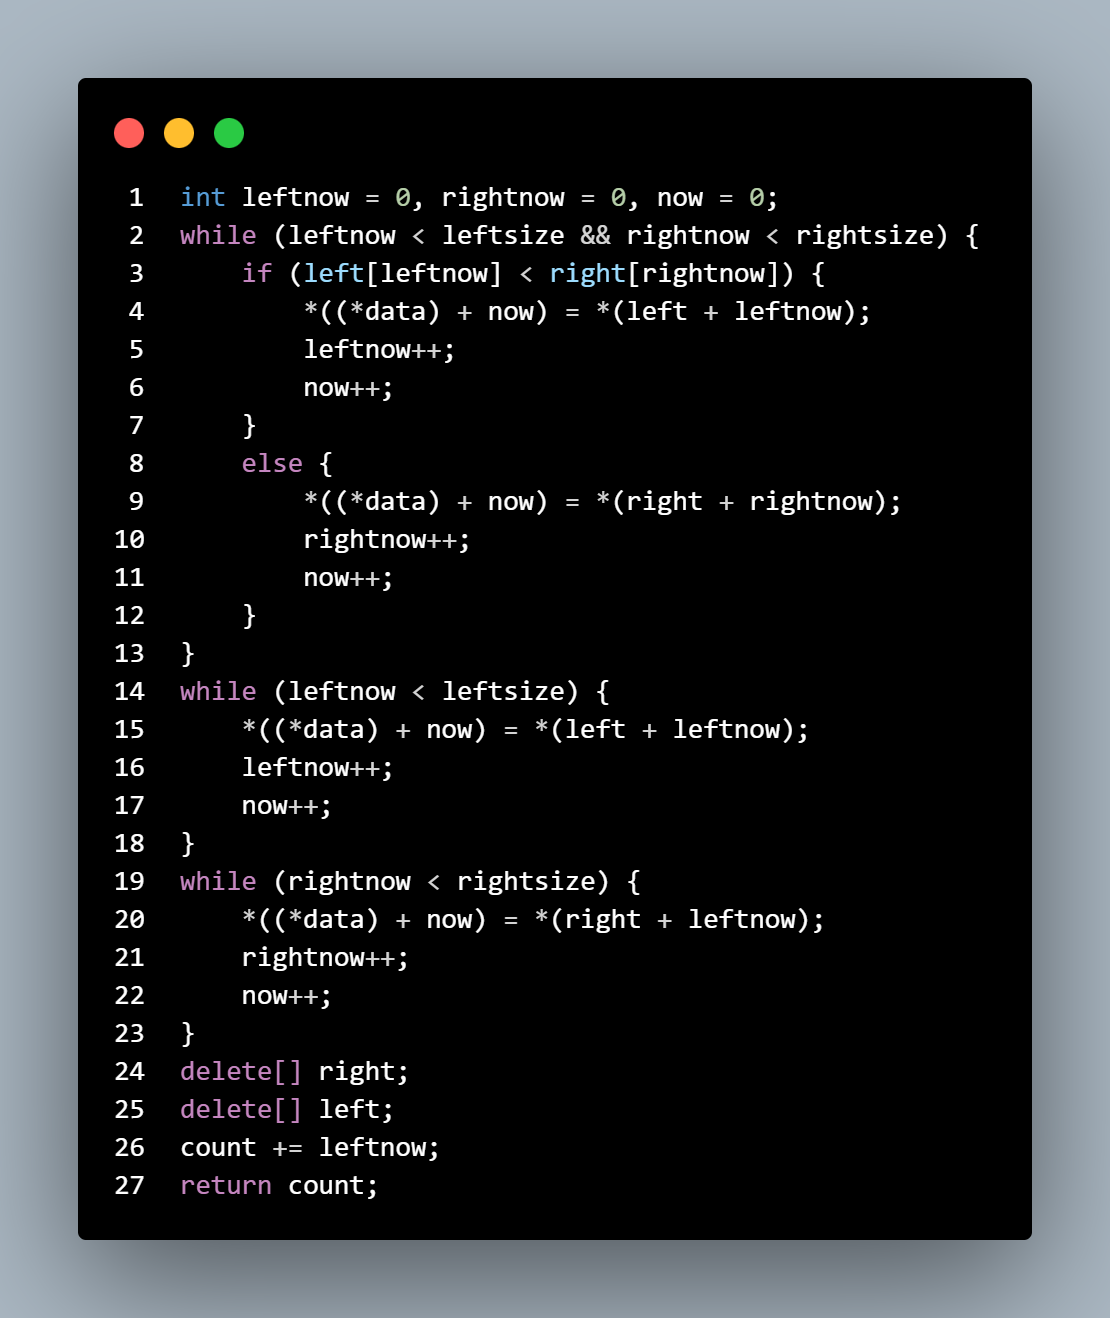 1 int leftnow = 0, rightnow = 0, now = 0;
2 while (leftnow < leftsize && rightnow < rightsize) {
3     if (left[leftnow] < right[rightnow]) {
4         *((*data) + now) = *(left + leftnow);
5         leftnow++;
6         now++;
7     }
8     else {
9         *((*data) + now) = *(right + rightnow);
10         rightnow++;
11         now++;
12     }
13 }
14 while (leftnow < leftsize) {
15     *((*data) + now) = *(left + leftnow);
16     leftnow++;
17     now++;
18 }
19 while (rightnow < rightsize) {
20     *((*data) + now) = *(right + leftnow);
21     rightnow++;
22     now++;
23 }
24 delete[] right;
25 delete[] left;
26 count += leftnow;
27 return count;